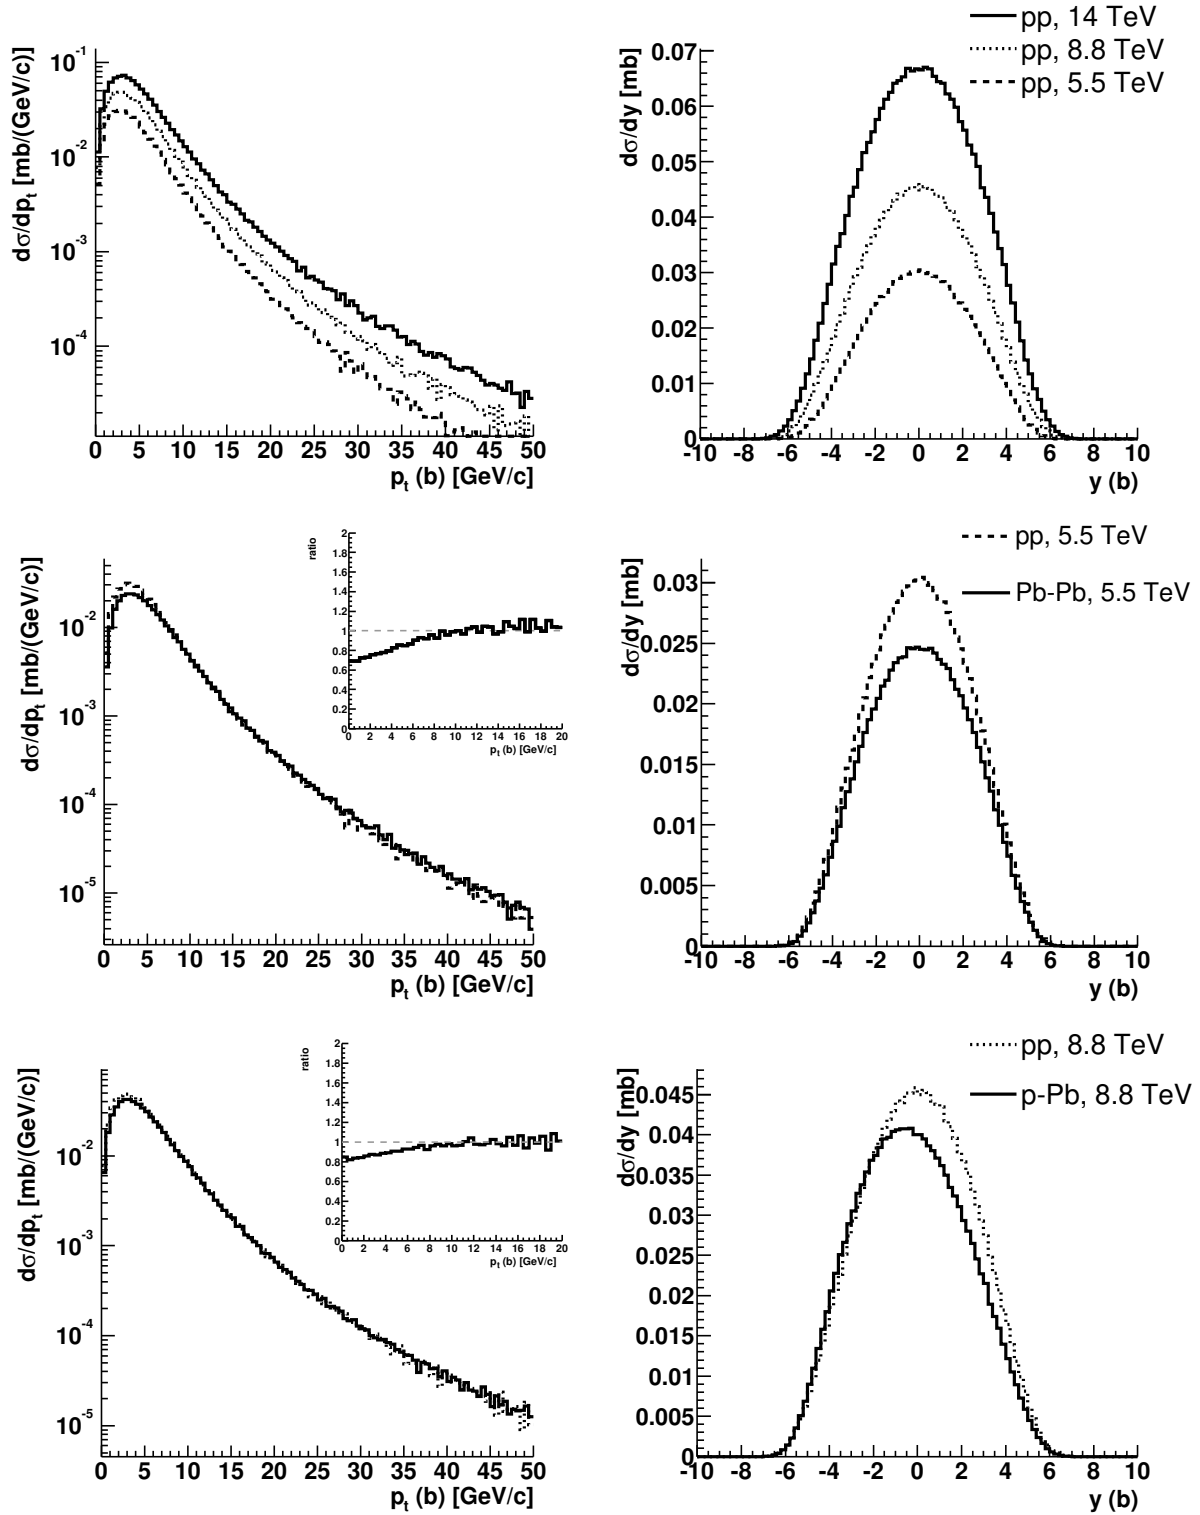 pp, 14 TeV
pp, 8.8 TeV
pp, 5.5 TeV
dσ/dpt [mb/(GeV/c)]
10-1
10-2
10-3
10-4
0 5 10 15 20 25 30 35 40 45 50
pt (b) [GeV/c]
dσ/dy [mb]
0.07
0.06
0.05
0.04
0.03
0.02
0.01
0
-10 -8 -6 -4 -2 0 2 4 6 8 10
y (b)
dσ/dpt [mb/(GeV/c)]
10-2
10-3
10-4
10-5
0 5 10 15 20 25 30 35 40 45 50
pt (b) [GeV/c]
ratio
2
1.8
1.6
1.4
1.2
1
0.8
0.6
0.4
0.2
0
0 2 4 6 8 10 12 14 16 18 20
pt (b) [GeV/c]
pp, 5.5 TeV
Pb-Pb, 5.5 TeV
dσ/dy [mb]
0.03
0.025
0.02
0.015
0.01
0.005
0
-10 -8 -6 -4 -2 0 2 4 6 8 10
y (b)
dσ/dpt [mb/(GeV/c)]
10-2
10-3
10-4
10-5
0 5 10 15 20 25 30 35 40 45 50
pt (b) [GeV/c]
ratio
2
1.8
1.6
1.4
1.2
1
0.8
0.6
0.4
0.2
0
0 2 4 6 8 10 12 14 16 18 20
pt (b) [GeV/c]
pp, 8.8 TeV
p-Pb, 8.8 TeV
dσ/dy [mb]
0.045
0.04
0.035
0.03
0.025
0.02
0.015
0.01
0.005
0
-10 -8 -6 -4 -2 0 2 4 6 8 10
y (b)